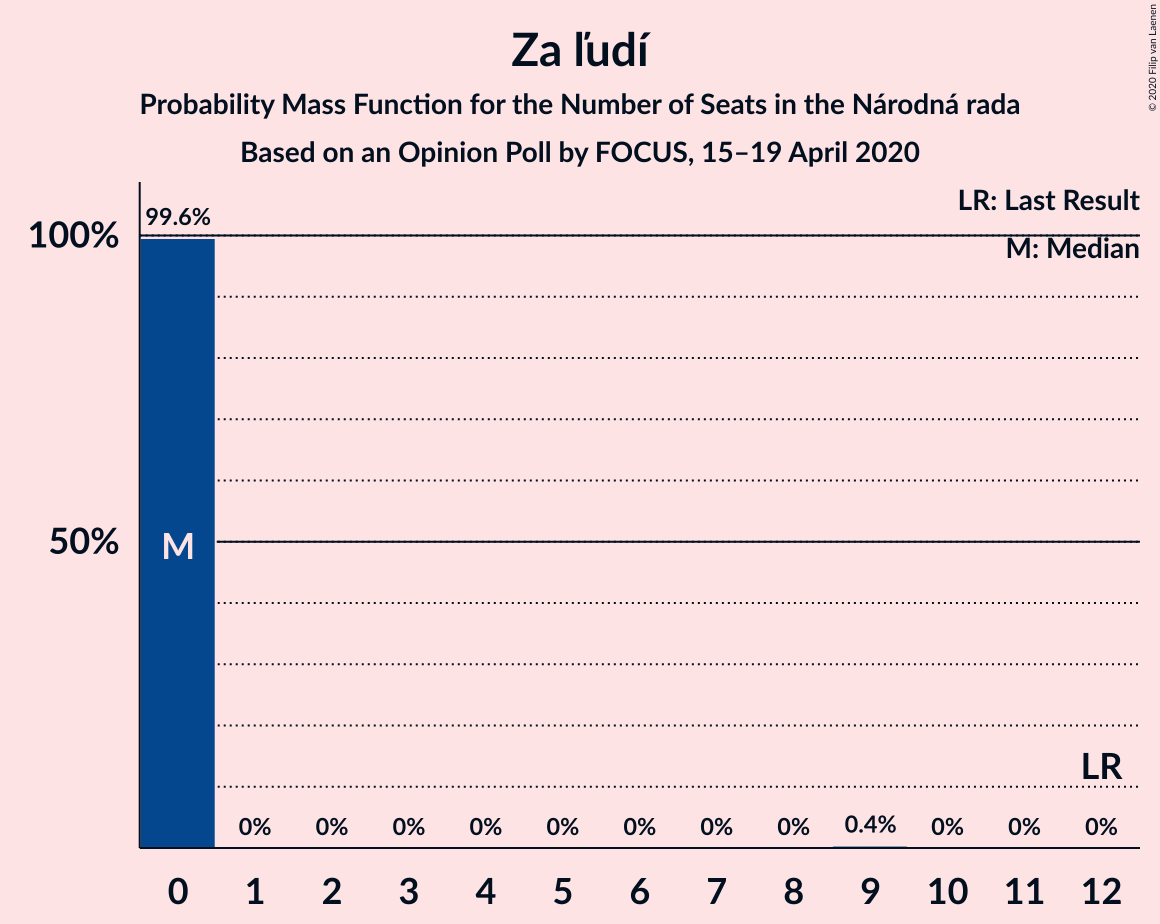 Za ľudí
Probability Mass Function for the Number of Seats in the Národná rada
Based on an Opinion Poll by FOCUS, 15–19 April 2020
© 2020 Filip van Laenen
LR: Last Result
M: Median
99.6%
100%
50%
M
LR
0% 0% 0% 0% 0% 0% 0% 0% 0.4% 0% 0% 0%
0 1 2 3 4 5 6 7 8 9 10 11 12